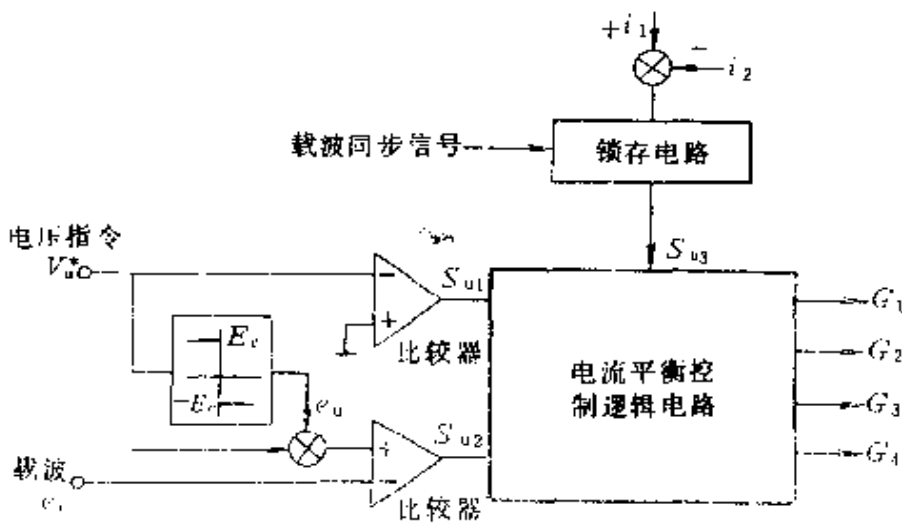 +i₁
−
i₂
载波同步信号
锁存电路
电压指令
V*u
Su3
−
Su1
+
比较器
Ec
−Ec
eu
电流平衡控
制逻辑电路
G₁
G₂
G₃
G₄
+
Su2
−
比较器
载波